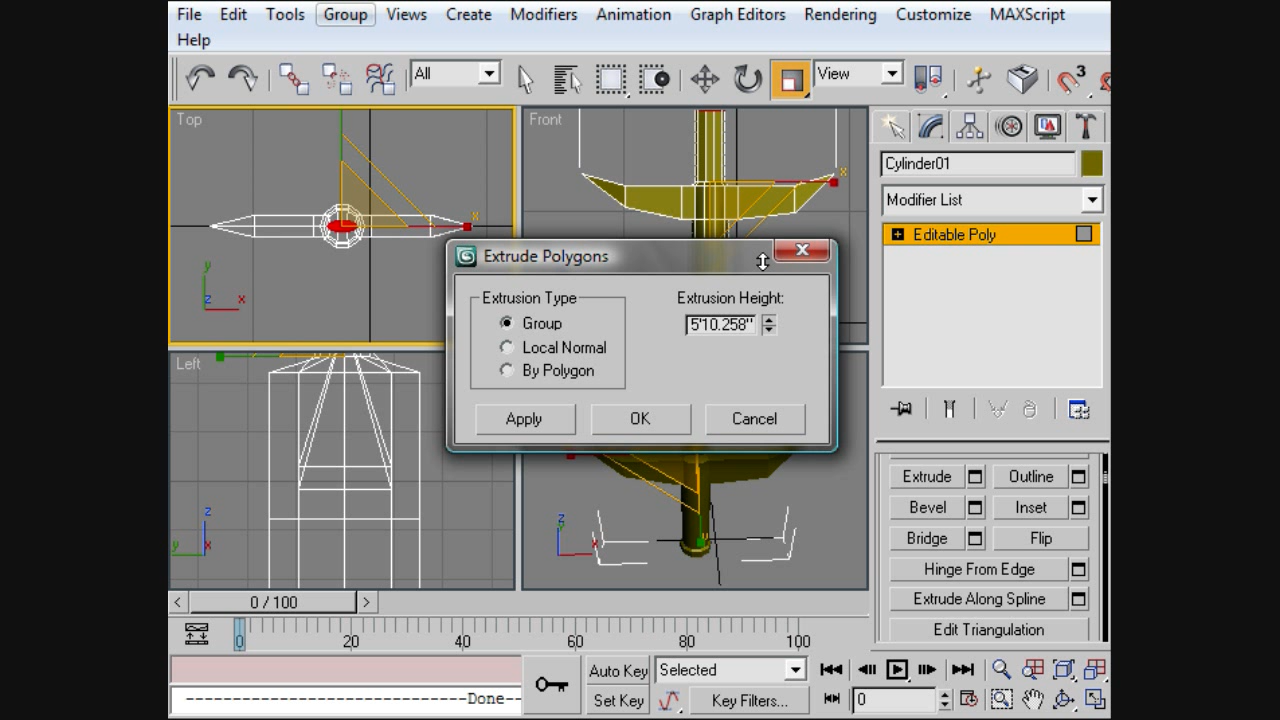 File Edit Tools Group Views Create Modifiers Animation Graph Editors Rendering Customize MAXScript
Help
All
View
3
Top
Front
Cylinder01
Modifier List
Editable Poly
x
x
y
z x
Extrude Polygons
Extrusion Type
Group
Local Normal
By Polygon
Extrusion Height:
5'10.258"
Apply OK Cancel
Left
z
y x
z
x
y
Extrude Outline
Bevel Inset
Bridge Flip
Hinge From Edge
Extrude Along Spline
Edit Triangulation
< 0 / 100 >
0 20 40 60 80 100
Auto Key Selected
Set Key Key Filters...
0
--------------------------------Done--